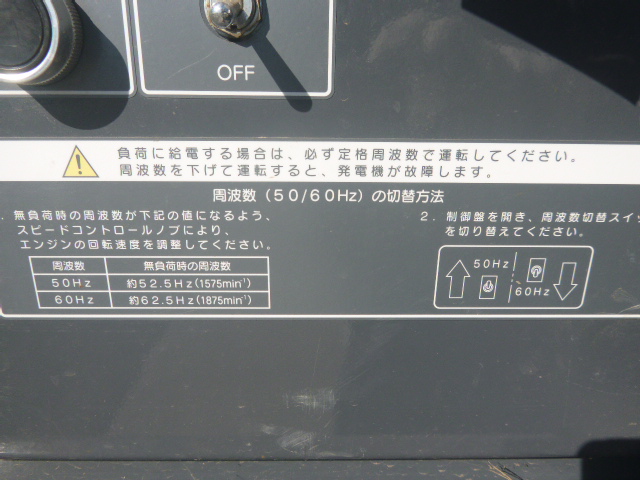 OFF
負荷に給電する場合は、必ず定格周波数で運転してください。
周波数を下げて運転すると、発電機が故障します。
周波数（50/60Hz）の切替方法
. 無負荷時の周波数が下記の値になるよう、
スピードコントロールノブにより、
エンジンの回転速度を調整してください。
周波数 無負荷時の周波数
50Hz 約52.5Hz(1575min⁻¹)
60Hz 約62.5Hz(1875min⁻¹)
2. 制御盤を開き、周波数切替スイッ
を切り替えてください。
50Hz
60Hz